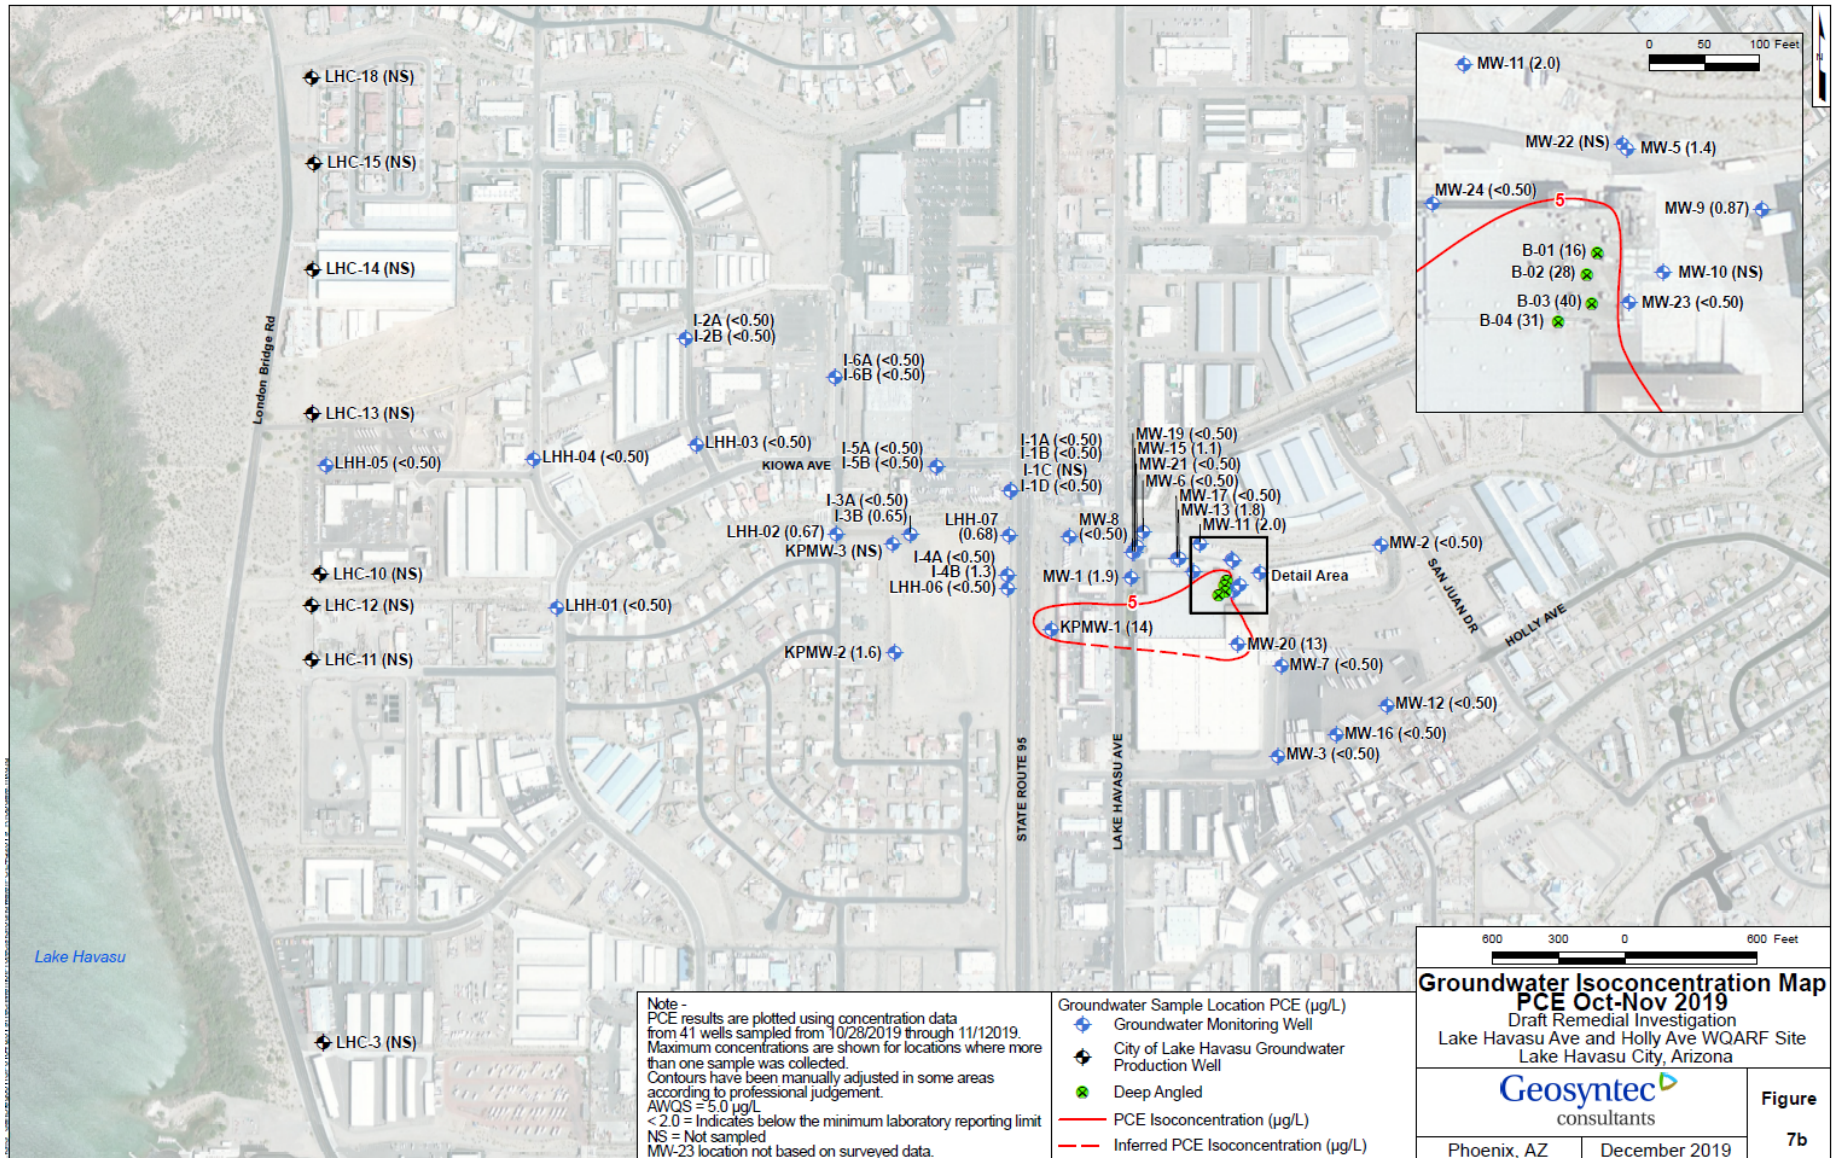 LHC-18 (NS)
LHC-15 (NS)
LHC-14 (NS)
London Bridge Rd
LHC-13 (NS)
LHH-05 (<0.50)
LHH-04 (<0.50)
LHH-03 (<0.50)
I-2A (<0.50)
I-2B (<0.50)
I-6A (<0.50)
I-6B (<0.50)
KIOWA AVE
I-5A (<0.50)
I-5B (<0.50)
I-1A (<0.50)
I-1B (<0.50)
I-1C (NS)
I-1D (<0.50)
I-3A (<0.50)
I-3B (0.65)
LHH-02 (0.67)
KPMW-3 (NS)
LHH-07
(0.68)
I-4A (<0.50)
I-4B (1.3)
LHH-06 (<0.50)
MW-19 (<0.50)
MW-15 (1.1)
MW-21 (<0.50)
MW-6 (<0.50)
MW-17 (<0.50)
MW-13 (1.8)
MW-11 (2.0)
MW-8
(<0.50)
MW-1 (1.9)
5
KPMW-1 (14)
Detail Area
MW-2 (<0.50)
SAN JUAN DR
HOLLY AVE
MW-20 (13)
MW-7 (<0.50)
MW-12 (<0.50)
MW-16 (<0.50)
MW-3 (<0.50)
LHC-10 (NS)
LHC-12 (NS)
LHH-01 (<0.50)
LHC-11 (NS)
KPMW-2 (1.6)
STATE ROUTE 95
LAKE HAVASU AVE
Lake Havasu
LHC-3 (NS)
0 50 100 Feet
N
MW-11 (2.0)
MW-22 (NS)
MW-5 (1.4)
MW-24 (<0.50)
5
MW-9 (0.87)
B-01 (16)
B-02 (28)
MW-10 (NS)
B-03 (40)
MW-23 (<0.50)
B-04 (31)
Note -
PCE results are plotted using concentration data
from 41 wells sampled from 10/28/2019 through 11/12019.
Maximum concentrations are shown for locations where more
than one sample was collected.
Contours have been manually adjusted in some areas
according to professional judgement.
AWQS = 5.0 µg/L
< 2.0 = Indicates below the minimum laboratory reporting limit
NS = Not sampled
MW-23 location not based on surveyed data.
Groundwater Sample Location PCE (µg/L)
Groundwater Monitoring Well
City of Lake Havasu Groundwater
Production Well
Deep Angled
PCE Isoconcentration (µg/L)
Inferred PCE Isoconcentration (µg/L)
600 300 0 600 Feet
Groundwater Isoconcentration Map
PCE Oct-Nov 2019
Draft Remedial Investigation
Lake Havasu Ave and Holly Ave WQARF Site
Lake Havasu City, Arizona
Geosyntec
consultants
Phoenix, AZ
December 2019
Figure
7b